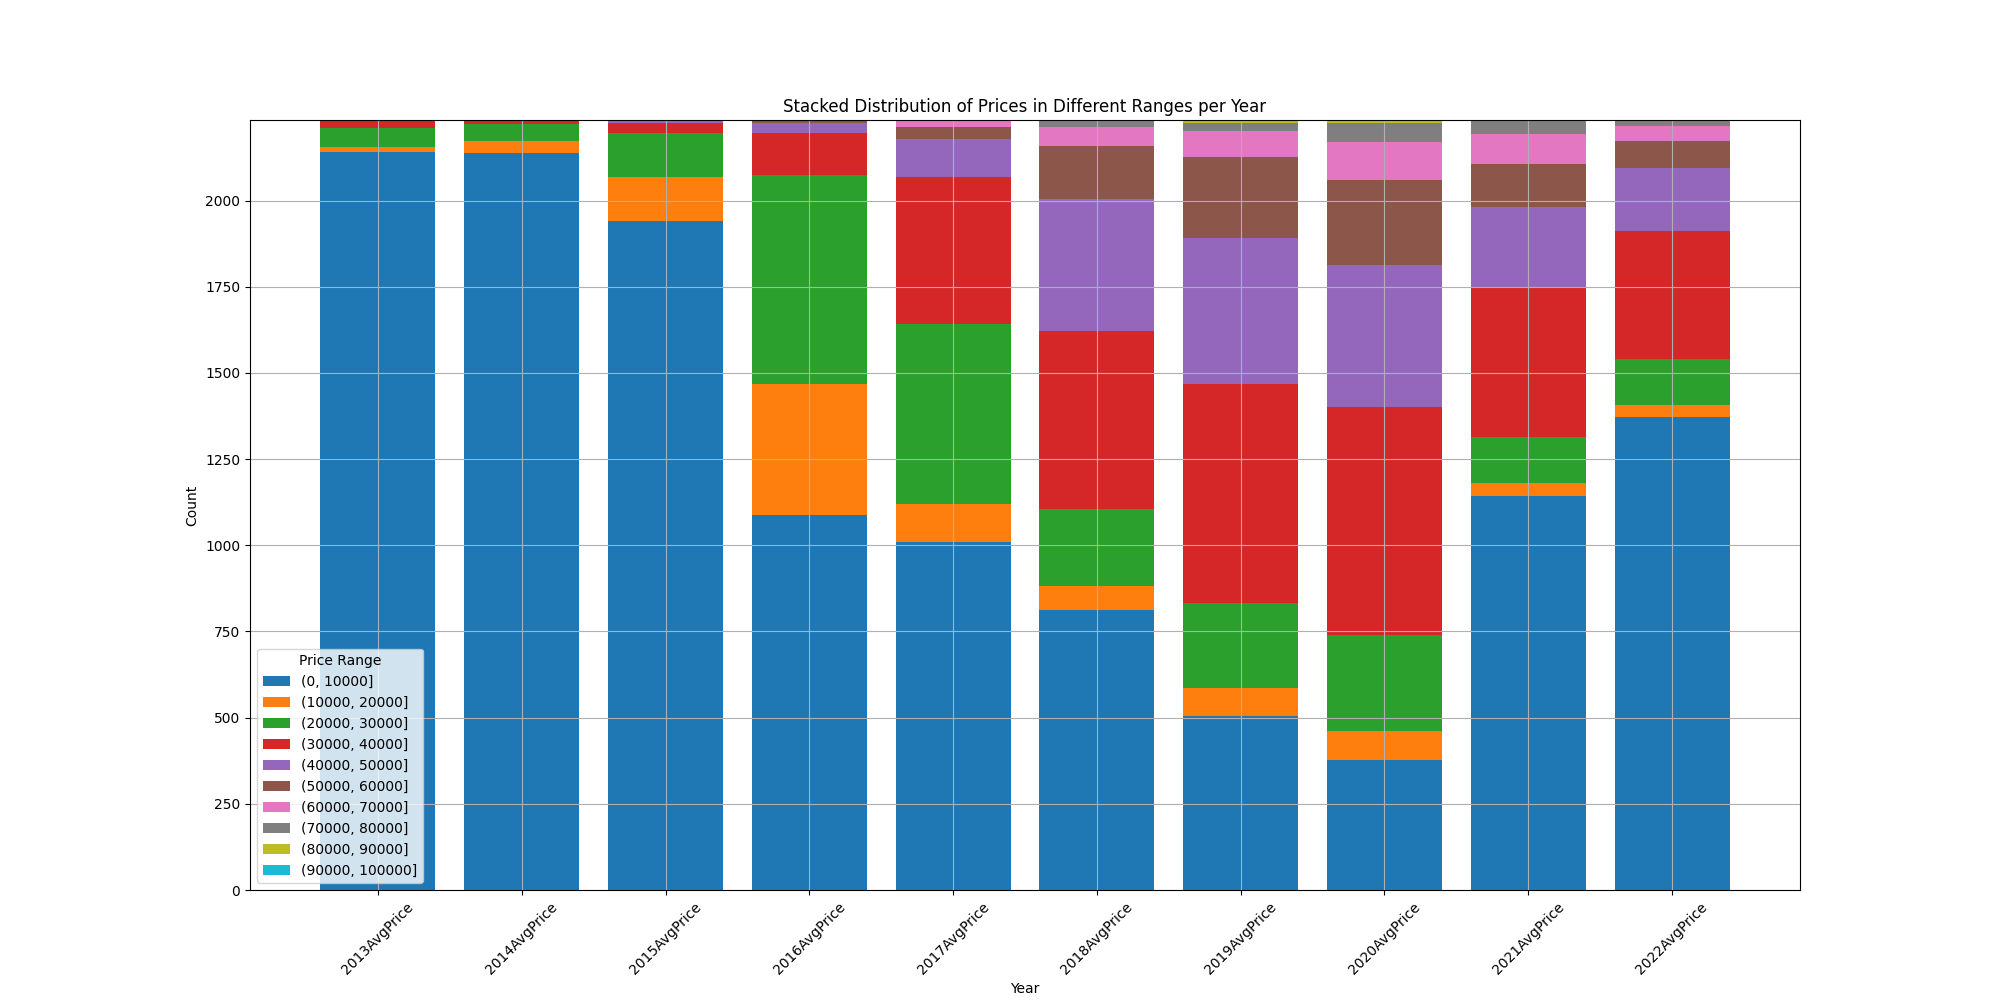 Stacked Distribution of Prices in Different Ranges per Year
Count
2000
1750
1500
1250
1000
750
500
250
0
Price Range
(0, 10000]
(10000, 20000]
(20000, 30000]
(30000, 40000]
(40000, 50000]
(50000, 60000]
(60000, 70000]
(70000, 80000]
(80000, 90000]
(90000, 100000]
2013AvgPrice
2014AvgPrice
2015AvgPrice
2016AvgPrice
2017AvgPrice
2018AvgPrice
2019AvgPrice
2020AvgPrice
2021AvgPrice
2022AvgPrice
Year